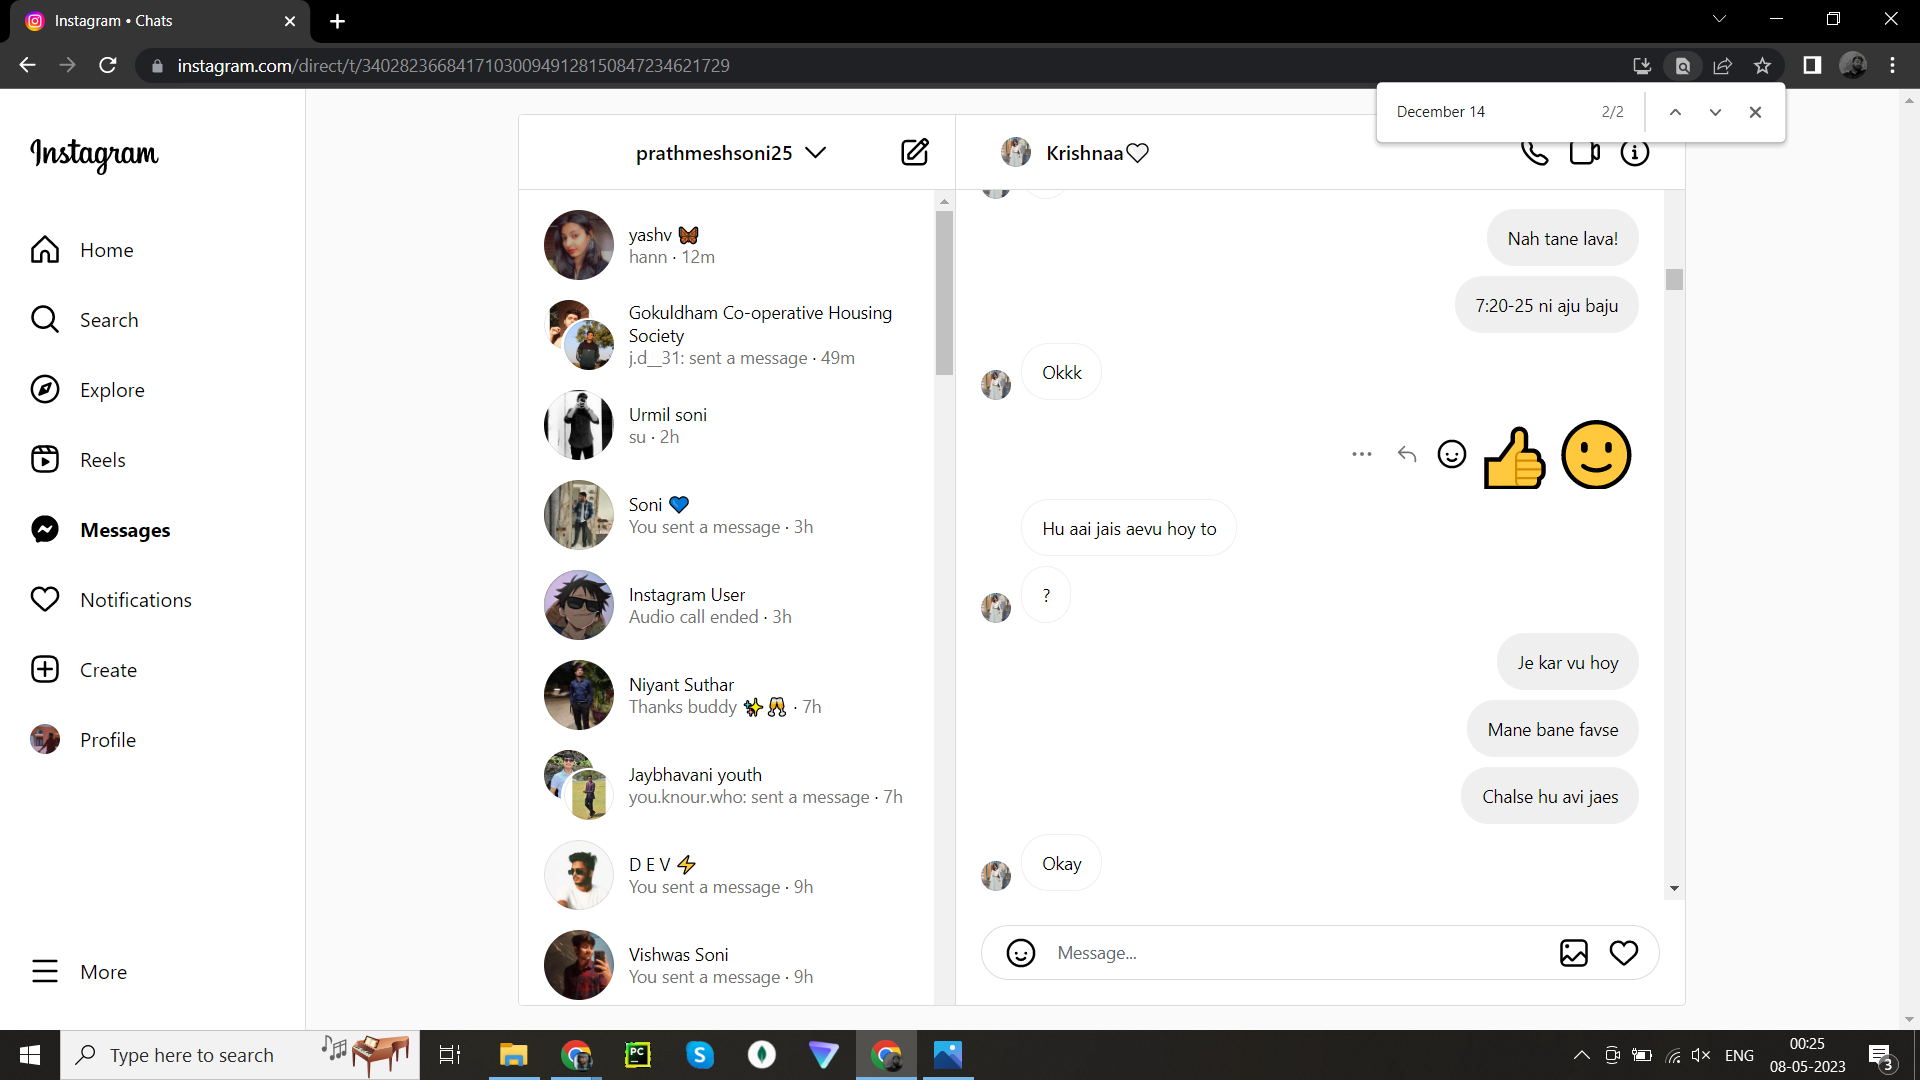 Instagram • Chats
instagram.com/direct/t/340282366841710300949128150847234621729
December 14
2/2
Instagram
Home
Search
Explore
Reels
Messages
Notifications
Create
Profile
More
prathmeshsoni25
yashv 🦋
hann · 12m
Gokuldham Co-operative Housing
Society
j.d__31: sent a message · 49m
Urmil soni
su · 2h
Soni 💙
You sent a message · 3h
Instagram User
Audio call ended · 3h
Niyant Suthar
Thanks buddy ✨🥂 · 7h
Jaybhavani youth
you.knour.who: sent a message · 7h
D E V ⚡
You sent a message · 9h
Vishwas Soni
You sent a message · 9h
Krishnaa♡
Nah tane lava!
7:20-25 ni aju baju
Okkk
👍🙂
Hu aai jais aevu hoy to
?
Je kar vu hoy
Mane bane favse
Chalse hu avi jaes
Okay
Message...
Type here to search
PC
ENG
00:25
08-05-2023
3